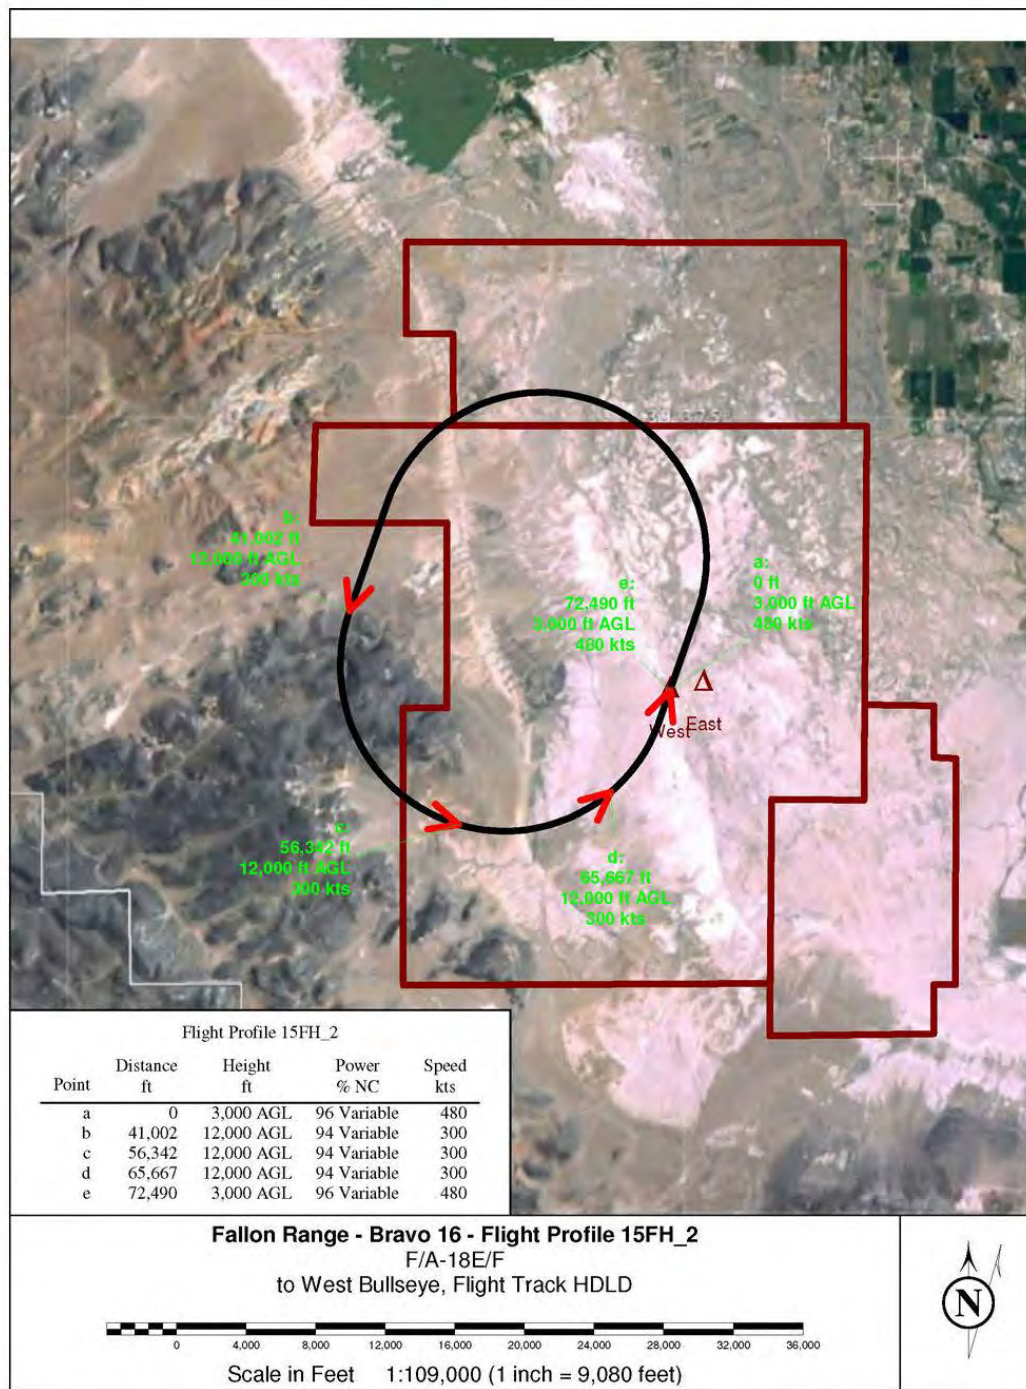 39.375°
b:
41,002 ft
12,000 ft AGL
300 kts
a:
0 ft
3,000 ft AGL
480 kts
e:
72,490 ft
3,000 ft AGL
480 kts
Δ
West
East
c:
56,342 ft
12,000 ft AGL
300 kts
d:
65,667 ft
12,000 ft AGL
300 kts
Flight Profile 15FH_2
Point Distance ft Height ft Power % NC Speed kts
a 0 3,000 AGL 96 Variable 480
b 41,002 12,000 AGL 94 Variable 300
c 56,342 12,000 AGL 94 Variable 300
d 65,667 12,000 AGL 94 Variable 300
e 72,490 3,000 AGL 96 Variable 480
Fallon Range - Bravo 16 - Flight Profile 15FH_2
F/A-18E/F
to West Bullseye, Flight Track HDLD
0 4,000 8,000 12,000 16,000 20,000 24,000 28,000 32,000 36,000
Scale in Feet 1:109,000 (1 inch = 9,080 feet)
N